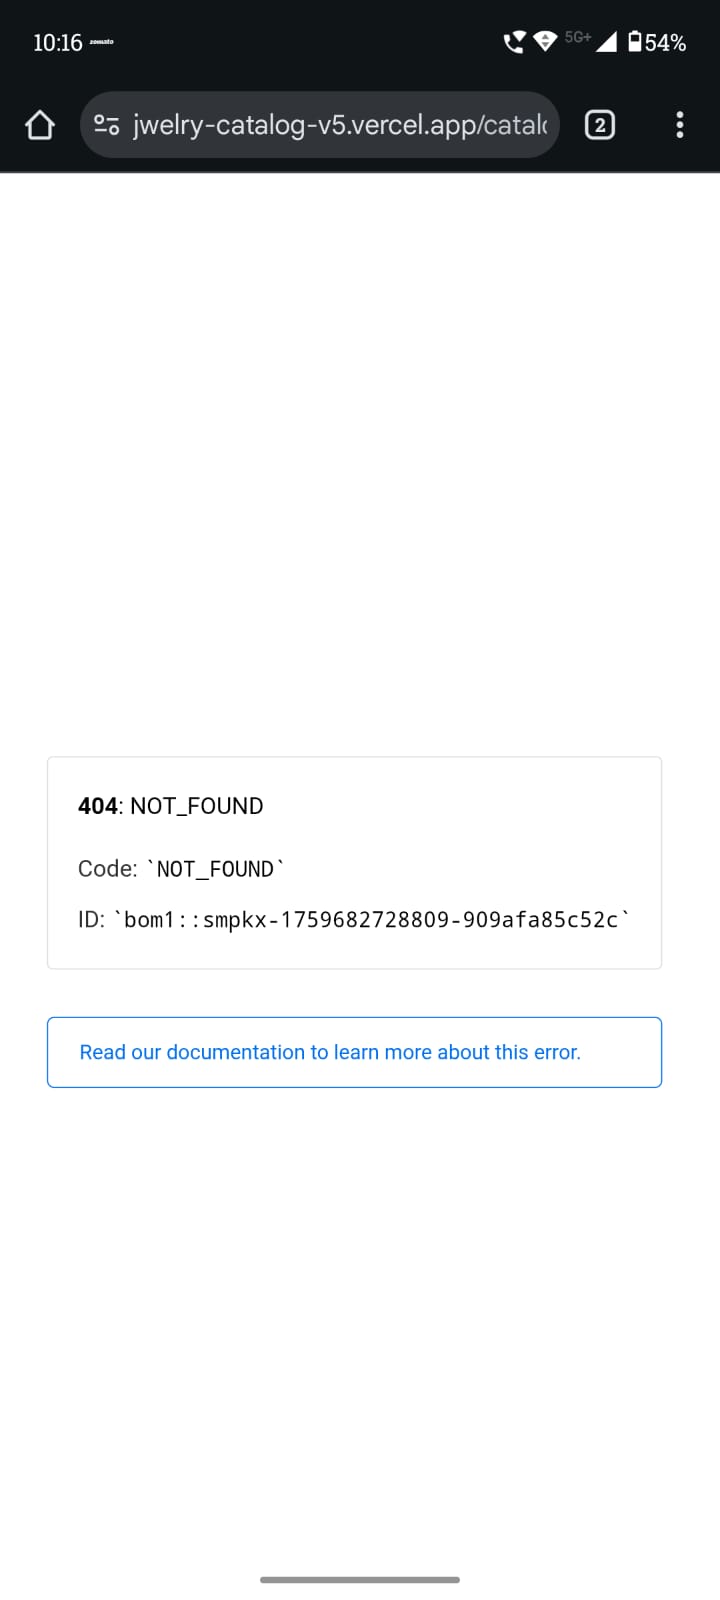 10:16 zomato 5G+ 54%
jwelry-catalog-v5.vercel.app/catal 2
404: NOT_FOUND
Code: `NOT_FOUND`
ID: `bom1::smpkx-1759682728809-909afa85c52c`
Read our documentation to learn more about this error.